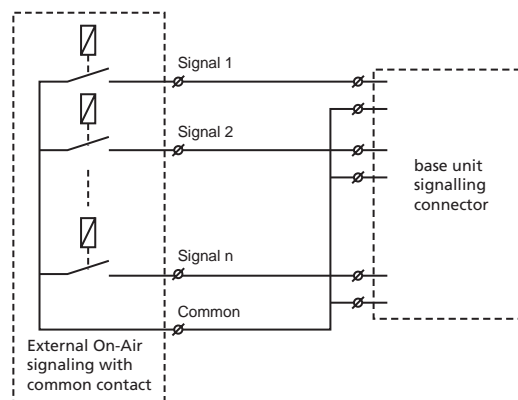 Signal 1
Signal 2
base unit
signalling
connector
Signal n
Common
External On-Air
signaling with
common contact